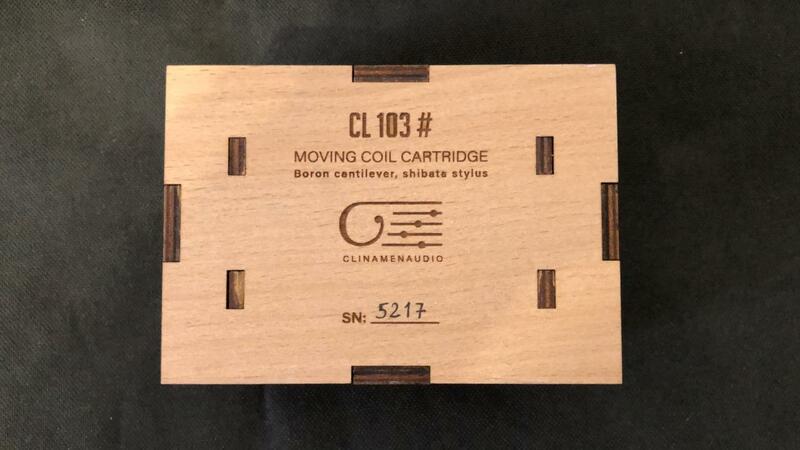 CL 103 #
MOVING COIL CARTRIDGE
Boron cantilever, shibata stylus
CLINAMENAUDIO
SN: 5217